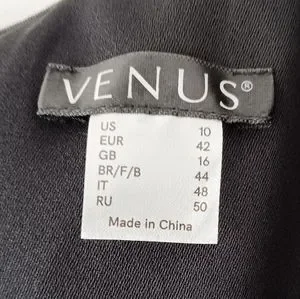 VENUS®
US 10
EUR 42
GB 16
BR/F/B 44
IT 48
RU 50
Made in China